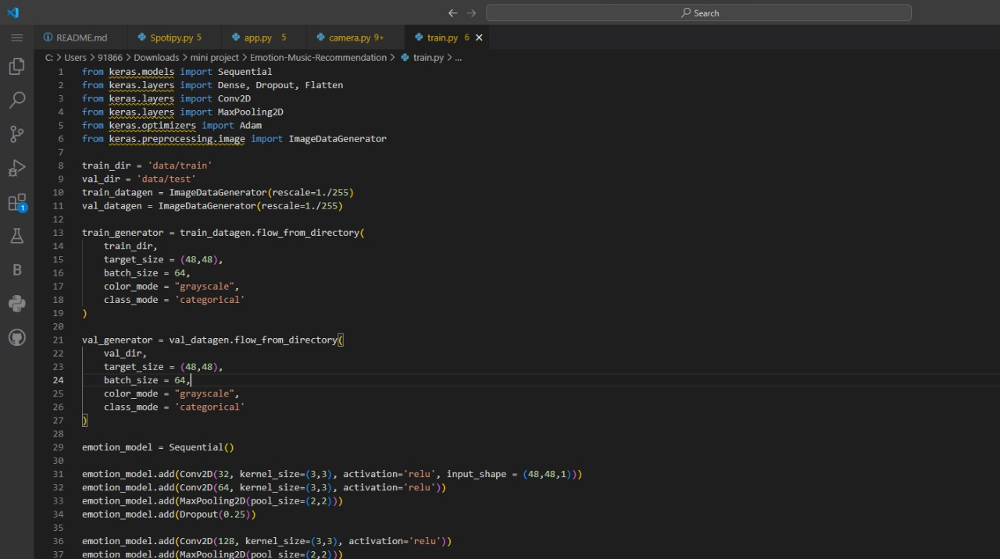 Search
README.md Spotipy.py 5 app.py 5 camera.py 9+ train.py 6
C: > Users > 91866 > Downloads > mini project > Emotion-Music-Recommendation > train.py > ...
1 from keras.models import Sequential
2 from keras.layers import Dense, Dropout, Flatten
3 from keras.layers import Conv2D
4 from keras.layers import MaxPooling2D
5 from keras.optimizers import Adam
6 from keras.preprocessing.image import ImageDataGenerator
7
8 train_dir = 'data/train'
9 val_dir = 'data/test'
10 train_datagen = ImageDataGenerator(rescale=1./255)
11 val_datagen = ImageDataGenerator(rescale=1./255)
12
13 train_generator = train_datagen.flow_from_directory(
14 train_dir,
15 target_size = (48,48),
16 batch_size = 64,
17 color_mode = "grayscale",
18 class_mode = 'categorical'
19 )
20
21 val_generator = val_datagen.flow_from_directory(
22 val_dir,
23 target_size = (48,48),
24 batch_size = 64,
25 color_mode = "grayscale",
26 class_mode = 'categorical'
27 )
28
29 emotion_model = Sequential()
30
31 emotion_model.add(Conv2D(32, kernel_size=(3,3), activation='relu', input_shape = (48,48,1)))
32 emotion_model.add(Conv2D(64, kernel_size=(3,3), activation='relu'))
33 emotion_model.add(MaxPooling2D(pool_size=(2,2)))
34 emotion_model.add(Dropout(0.25))
35
36 emotion_model.add(Conv2D(128, kernel_size=(3,3), activation='relu'))
37 emotion_model.add(MaxPooling2D(pool_size=(2,2)))
1
B